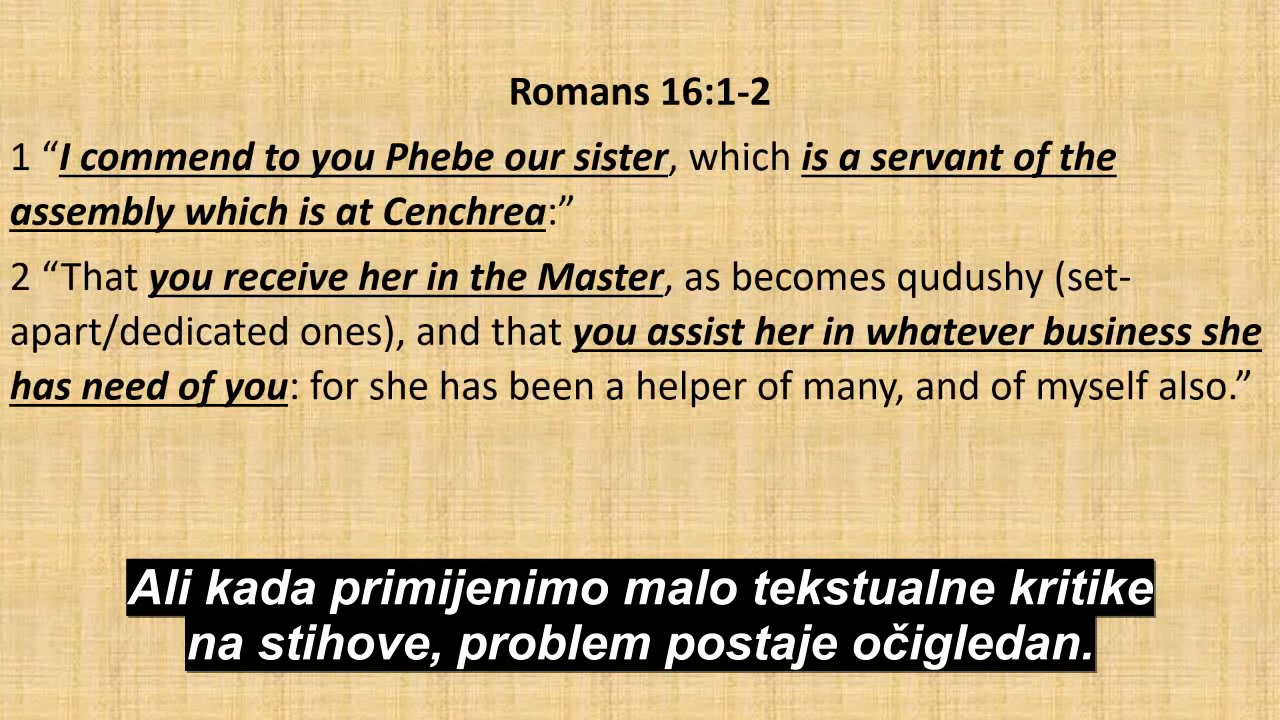 Romans 16:1-2
1 “I commend to you Phebe our sister, which is a servant of the
assembly which is at Cenchrea:”
2 “That you receive her in the Master, as becomes qudushy (set-
apart/dedicated ones), and that you assist her in whatever business she
has need of you: for she has been a helper of many, and of myself also.”
Ali kada primijenimo malo tekstualne kritike
na stihove, problem postaje očigledan.